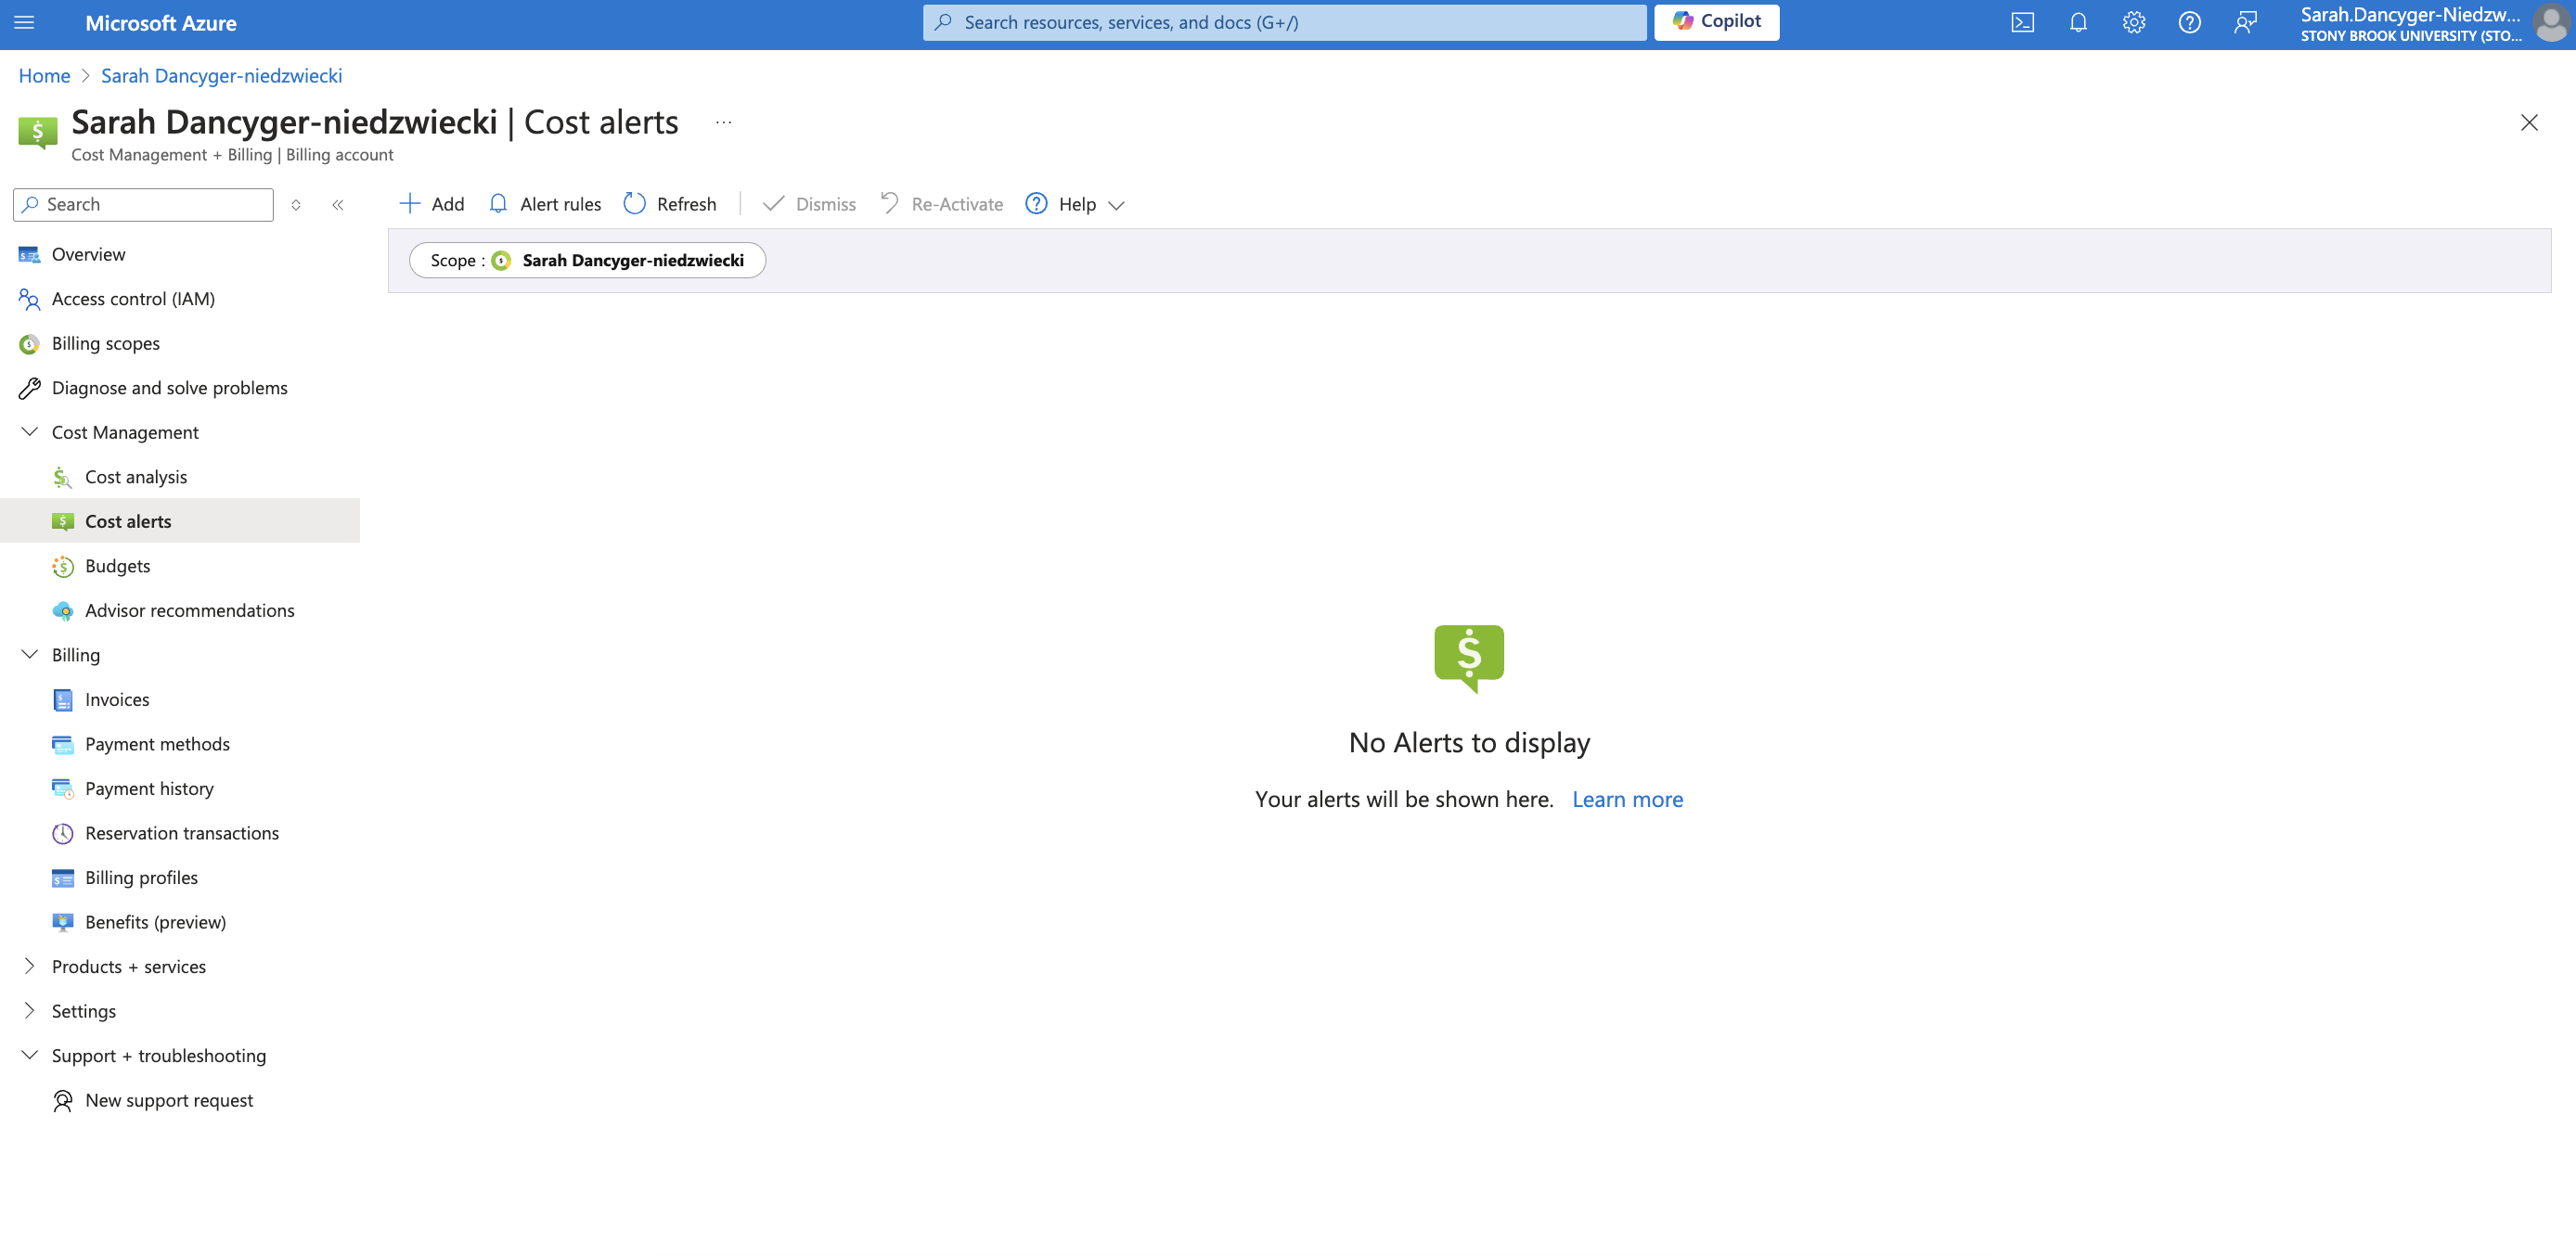 Microsoft Azure
Search resources, services, and docs (G+/)
Copilot
Sarah.Dancyger-Niedzw...
STONY BROOK UNIVERSITY (STO...
Home > Sarah Dancyger-niedzwiecki
Sarah Dancyger-niedzwiecki | Cost alerts ...
Cost Management + Billing | Billing account
Search
Add
Alert rules
Refresh
Dismiss
Re-Activate
Help
Scope : Sarah Dancyger-niedzwiecki
Overview
Access control (IAM)
Billing scopes
Diagnose and solve problems
Cost Management
Cost analysis
Cost alerts
Budgets
Advisor recommendations
Billing
Invoices
Payment methods
Payment history
Reservation transactions
Billing profiles
Benefits (preview)
Products + services
Settings
Support + troubleshooting
New support request
No Alerts to display
Your alerts will be shown here. Learn more